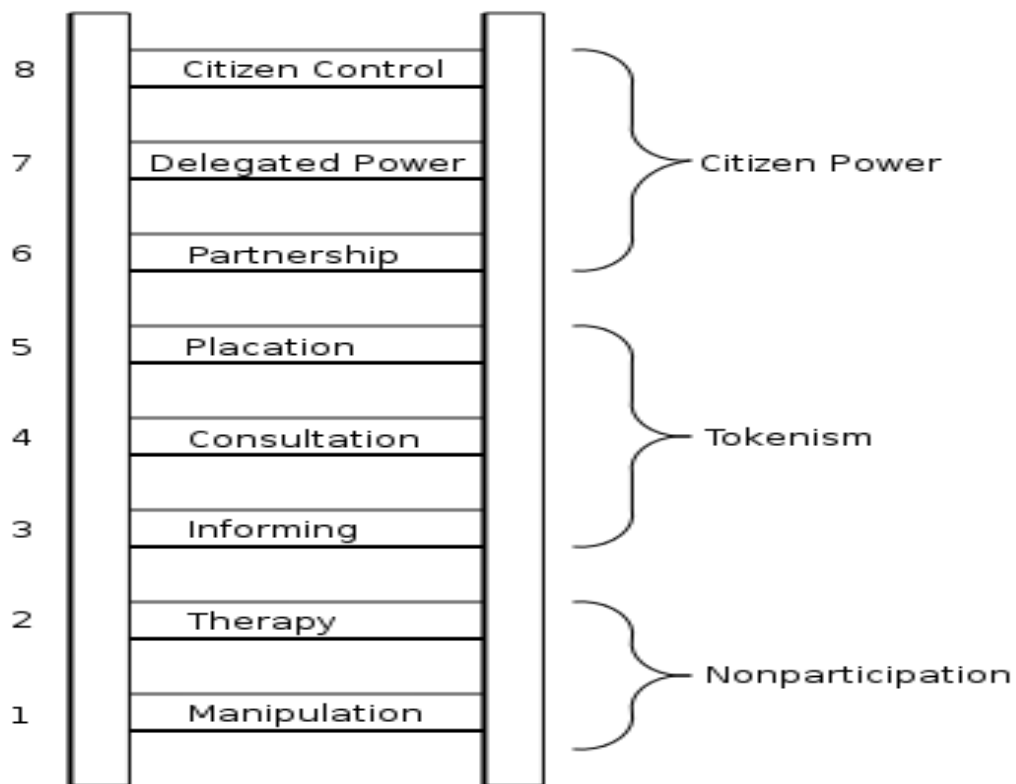 8 Citizen Control
7 Delegated Power Citizen Power
6 Partnership
5 Placation
4 Consultation Tokenism
3 Informing
2 Therapy
Nonparticipation
1 Manipulation